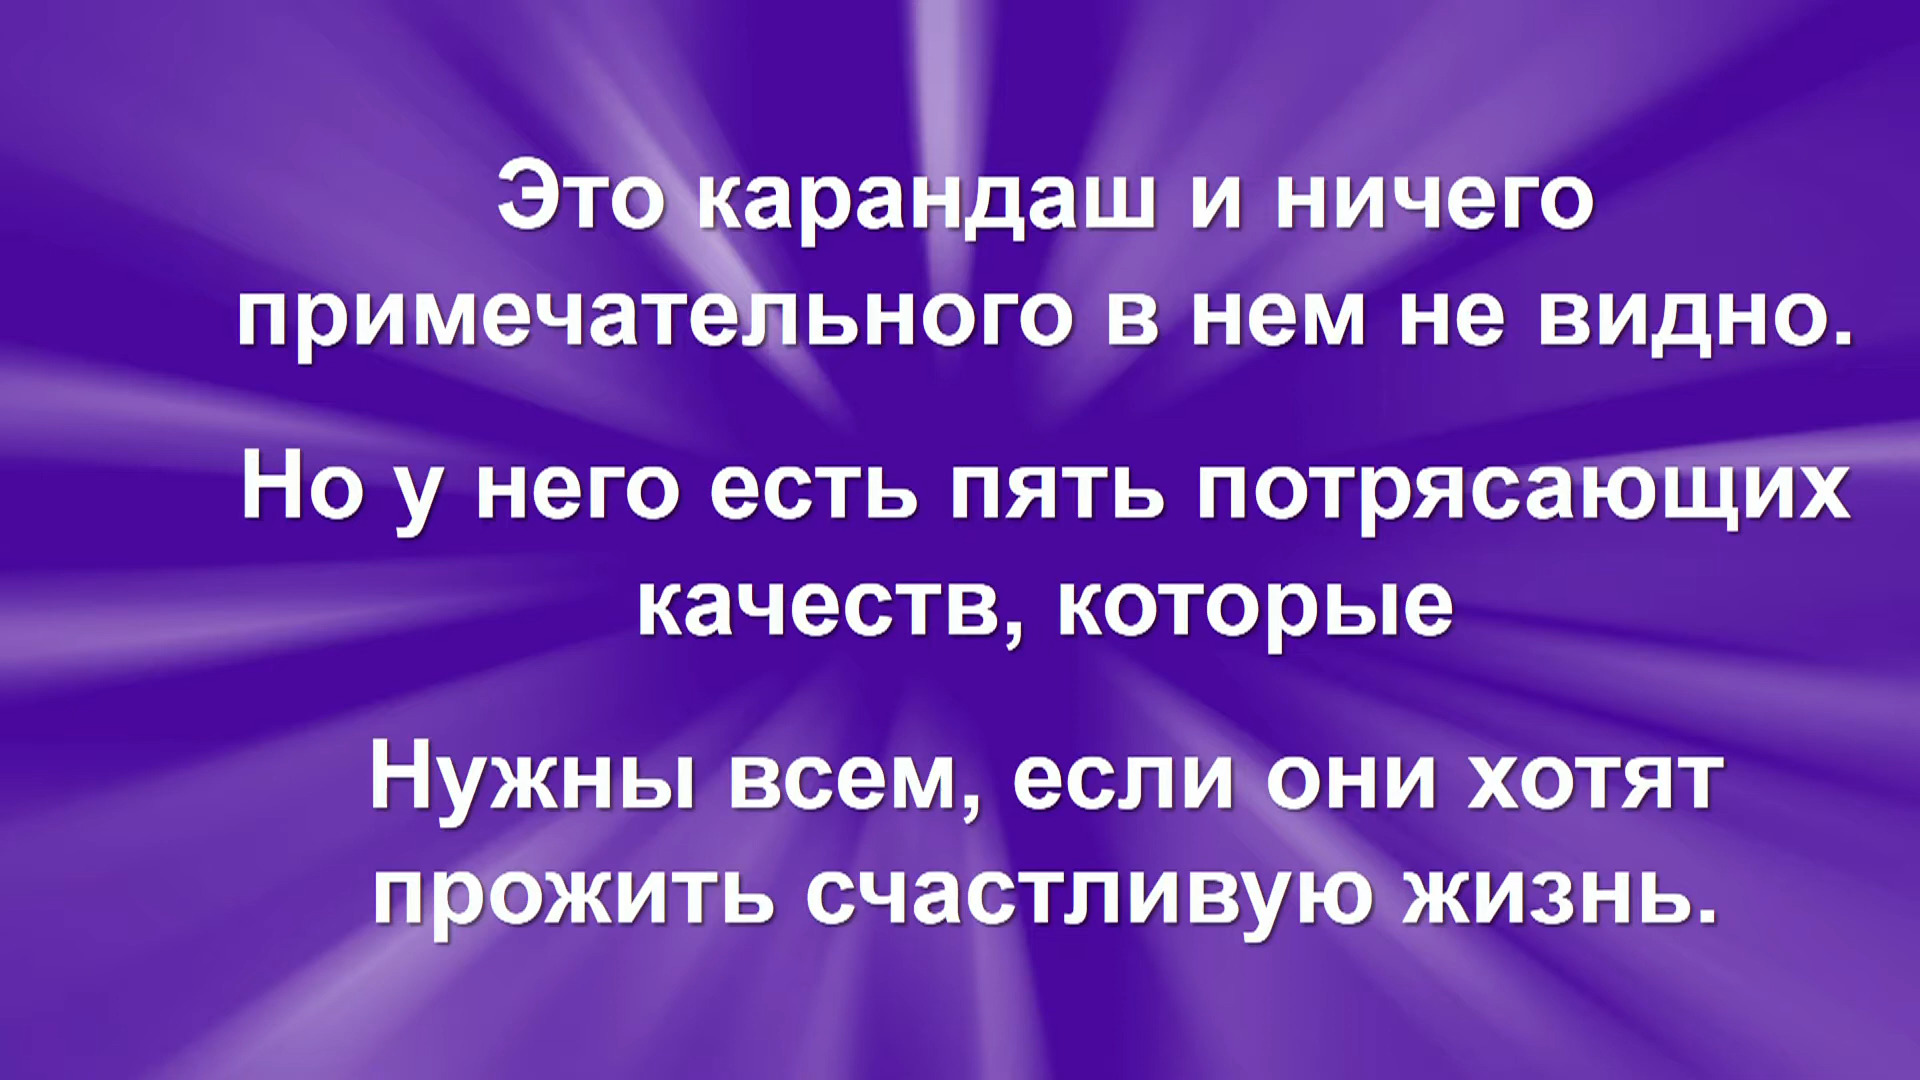 Это карандаш и ничего
примечательного в нем не видно.
Но у него есть пять потрясающих
качеств, которые
Нужны всем, если они хотят
прожить счастливую жизнь.